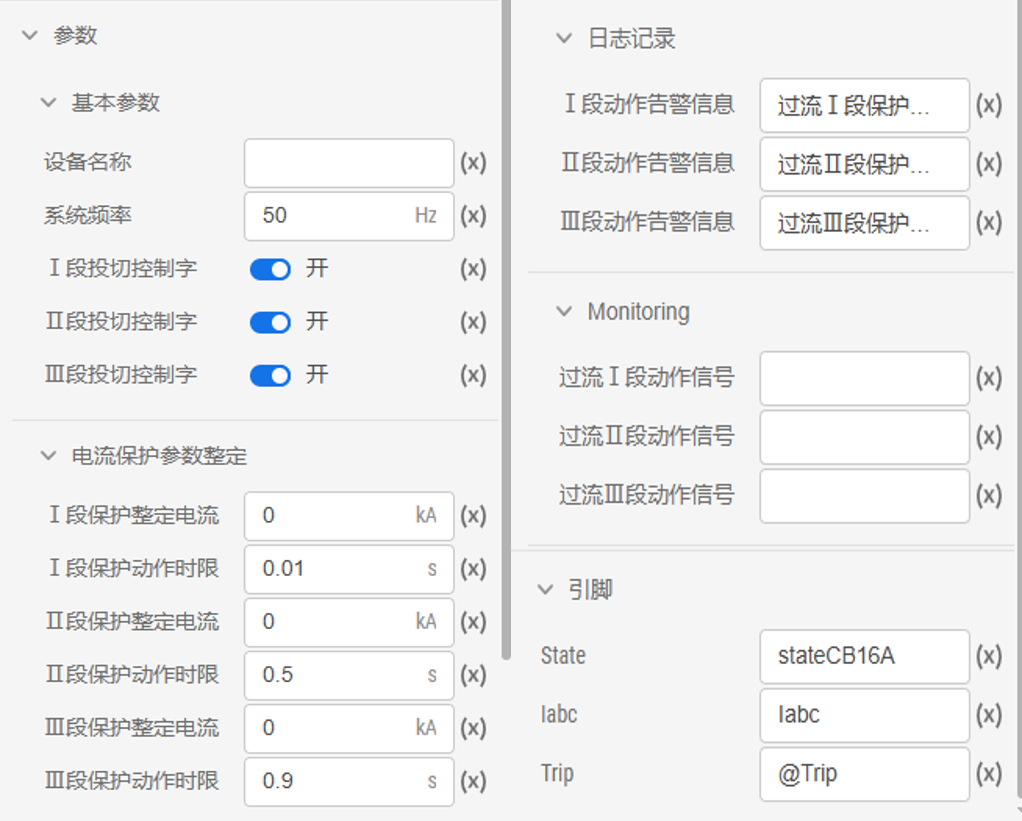 参数
基本参数
设备名称 (x)
系统频率 50 Hz (x)
Ⅰ段投切控制字 开 (x)
Ⅱ段投切控制字 开 (x)
Ⅲ段投切控制字 开 (x)
电流保护参数整定
Ⅰ段保护整定电流 0 kA (x)
Ⅰ段保护动作时限 0.01 s (x)
Ⅱ段保护整定电流 0 kA (x)
Ⅱ段保护动作时限 0.5 s (x)
Ⅲ段保护整定电流 0 kA (x)
Ⅲ段保护动作时限 0.9 s (x)
日志记录
Ⅰ段动作告警信息 过流Ⅰ段保护... (x)
Ⅱ段动作告警信息 过流Ⅱ段保护... (x)
Ⅲ段动作告警信息 过流Ⅲ段保护... (x)
Monitoring
过流Ⅰ段动作信号 (x)
过流Ⅱ段动作信号 (x)
过流Ⅲ段动作信号 (x)
引脚
State stateCB16A (x)
Iabc Iabc (x)
Trip @Trip (x)